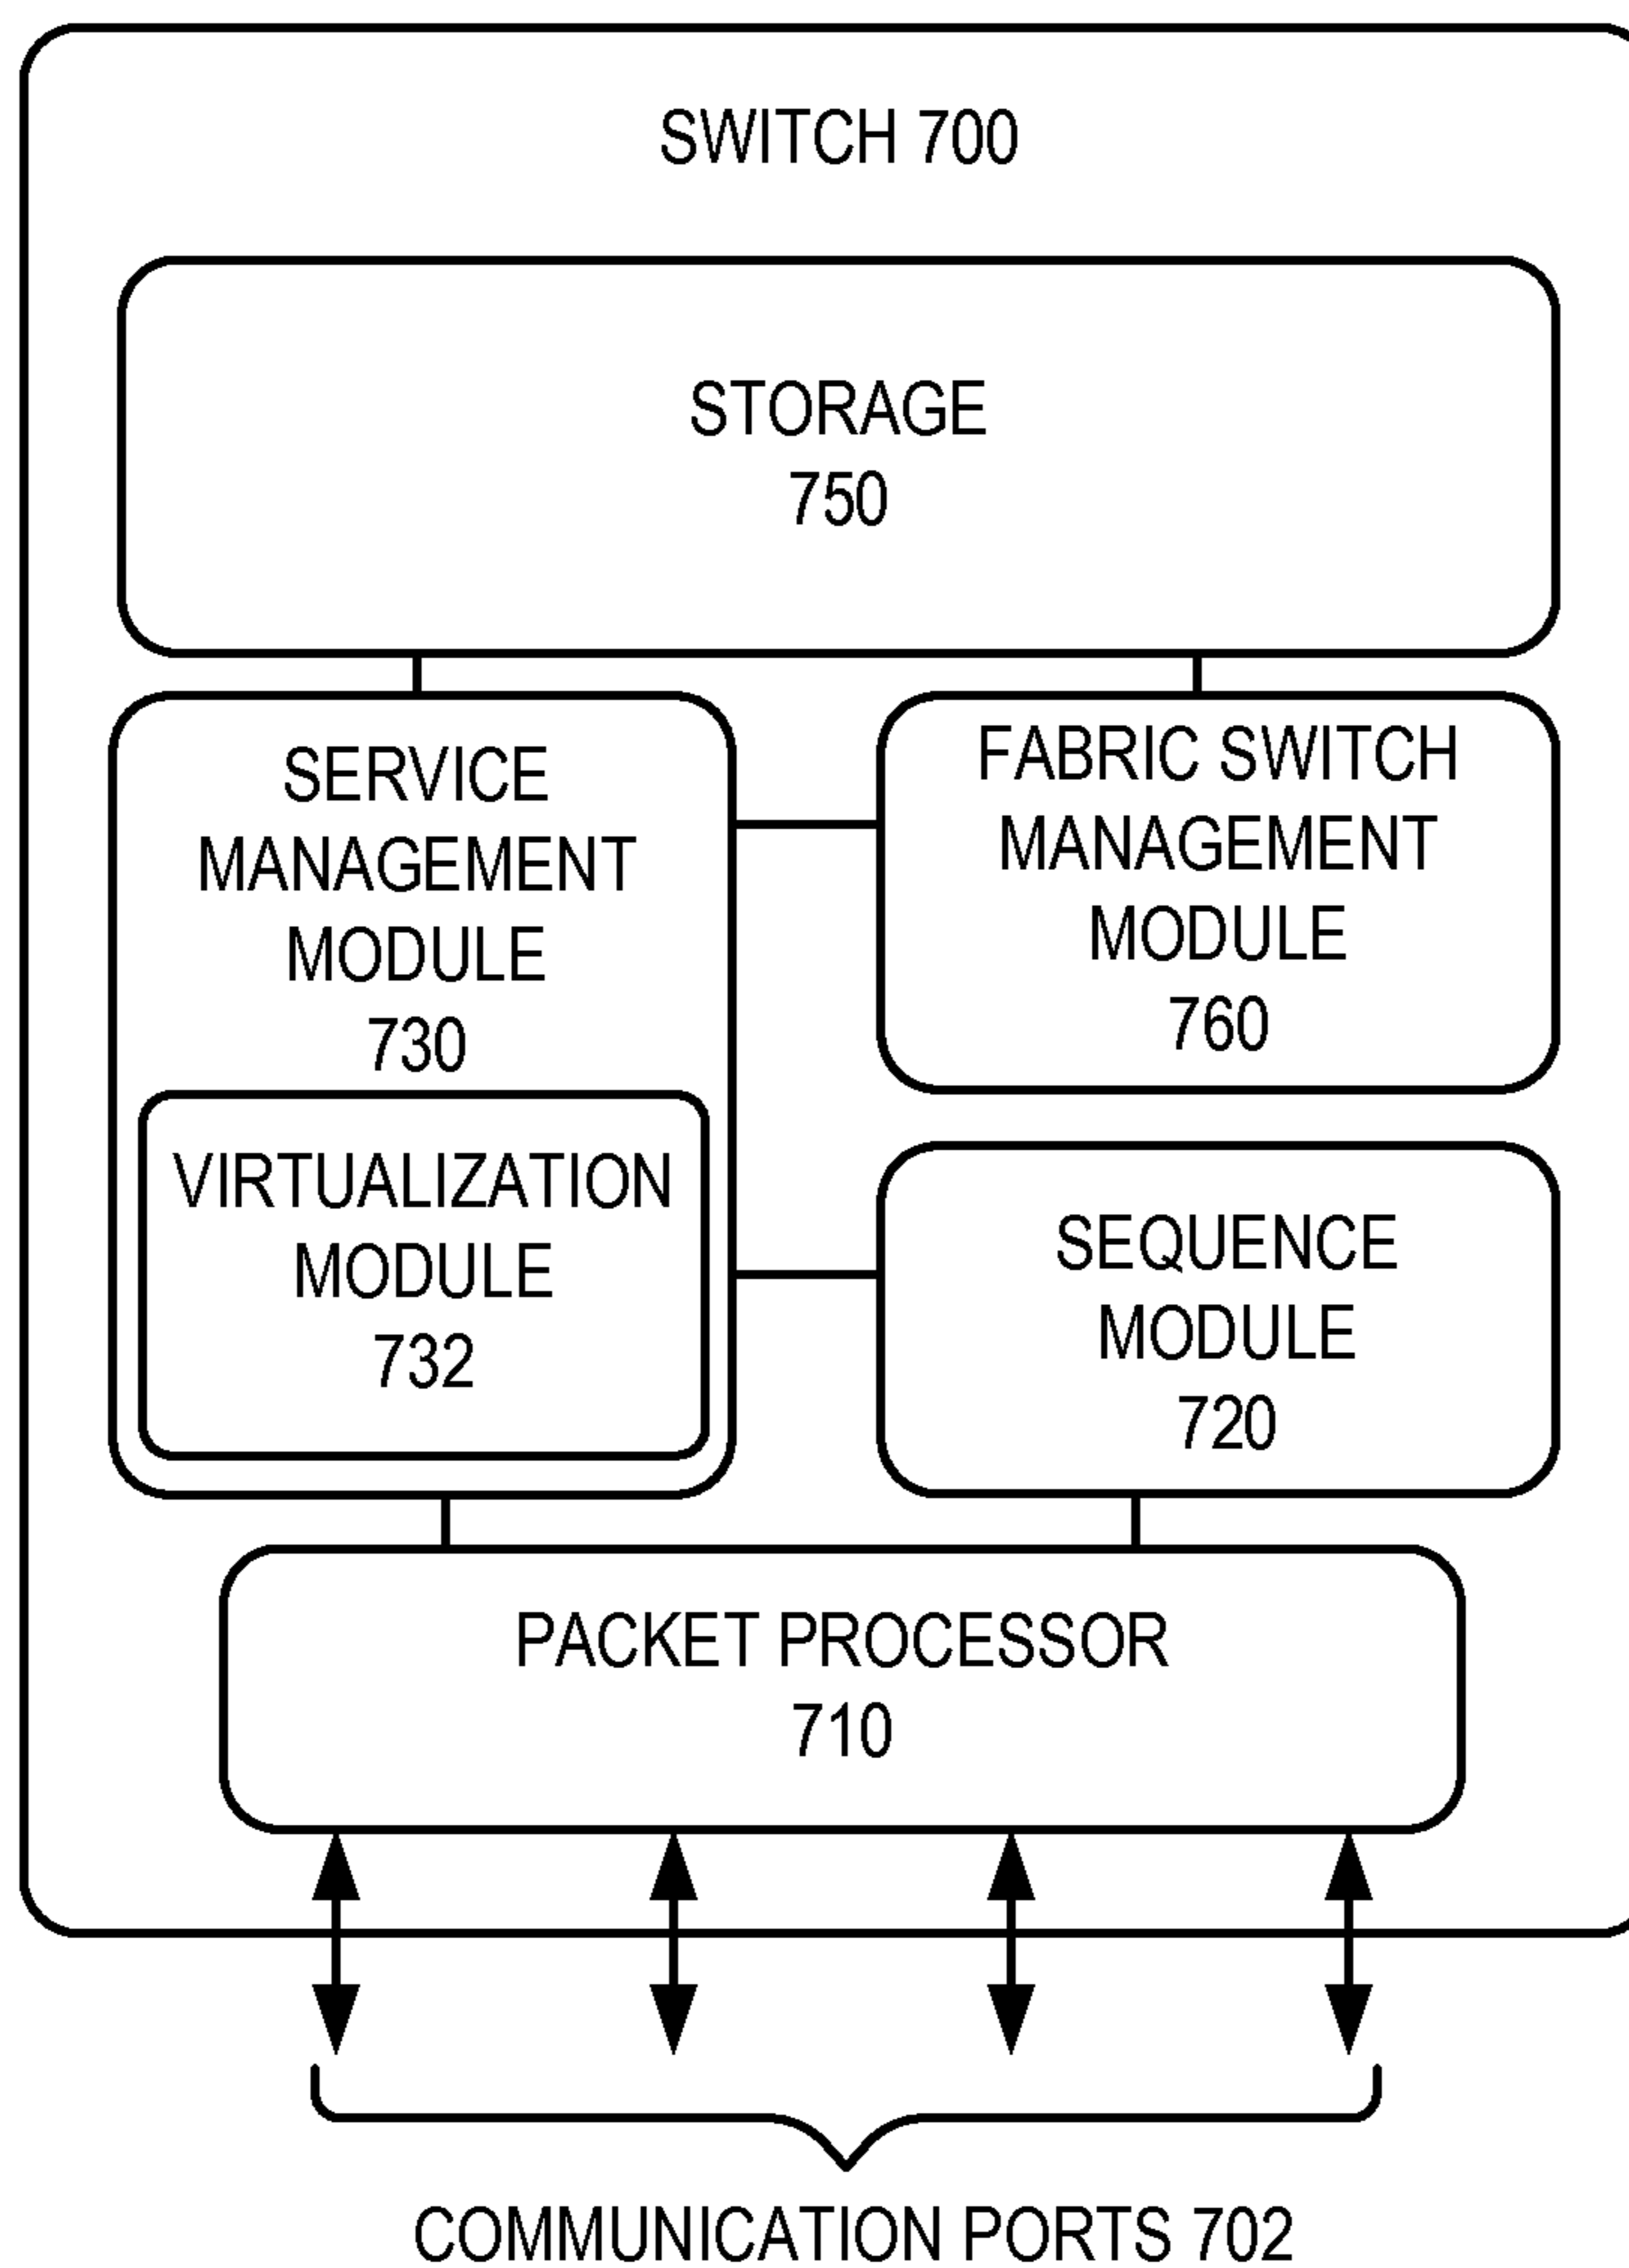 SWITCH 700
STORAGE
750
SERVICE
MANAGEMENT
MODULE
730
VIRTUALIZATION
MODULE
732
FABRIC SWITCH
MANAGEMENT
MODULE
760
SEQUENCE
MODULE
720
PACKET PROCESSOR
710
COMMUNICATION PORTS 702